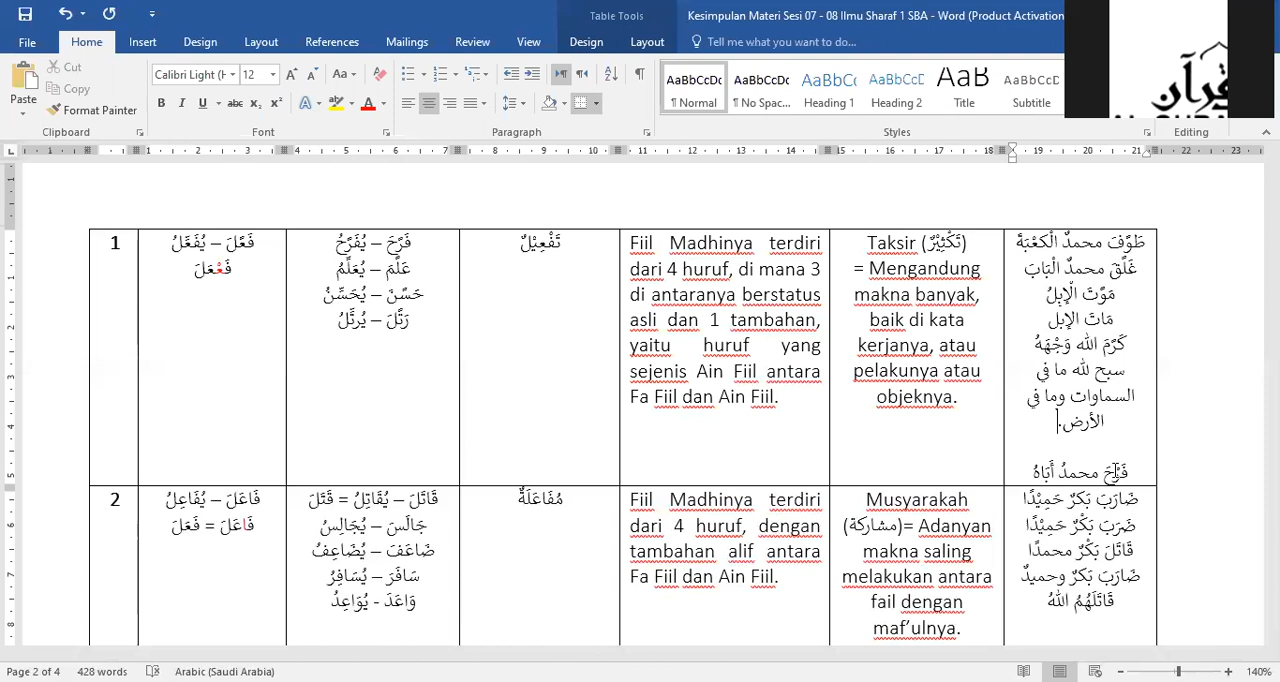 Table Tools
Kesimpulan Materi Sesi 07 - 08 Ilmu Sharaf 1 SBA - Word (Product Activation
File Home Insert Design Layout References Mailings Review View Design Layout Tell me what you want to do...
Paste
Cut
Copy
Format Painter
Calibri Light (H 12
AaBbCcDc AaBbCcDc AaBbCc AaBbCcD AaB AaBbCcD
¶ Normal ¶ No Spac... Heading 1 Heading 2 Title Subtitle
Clipboard Font Paragraph Styles Editing
1
فَعَّلَ – يُفَعِّلُ
فَعْعَلَ
فَرَّحَ – يُفَرِّحُ
عَلَّمَ – يُعَلِّمُ
حَسَّنَ – يُحَسِّنُ
رَتَّلَ – يُرَتِّلُ
تَفْعِيْلٌ
Fiil Madhinya terdiri
dari 4 huruf, di mana 3
di antaranya berstatus
asli dan 1 tambahan,
yaitu huruf yang
sejenis Ain Fiil antara
Fa Fiil dan Ain Fiil.
Taksir (تَكْثِيْرٌ)
= Mengandung
makna banyak,
baik di kata
kerjanya, atau
pelakunya atau
objeknya.
طَوَّفَ محمدٌ الْكَعْبَةَ
غَلَّقَ محمدٌ الْبَابَ
مَوَّتَ الْإِبِلُ
مَاتَ الإبل
كَرَّمَ الله وَجْهَهُ
سبح لله ما في
السماوات وما في
الأرض.
فَرَّحَ محمدٌ أَبَاهُ
2
فَاعَلَ – يُفَاعِلُ
فَاعَلَ = فَعَلَ
قَاتَلَ – يُقَاتِلُ = قَتَلَ
جَالَسَ – يُجَالِسُ
ضَاعَفَ – يُضَاعِفُ
سَافَرَ – يُسَافِرُ
وَاعَدَ - يُوَاعِدُ
مُفَاعَلَةٌ
Fiil Madhinya terdiri
dari 4 huruf, dengan
tambahan alif antara
Fa Fiil dan Ain Fiil.
Musyarakah
(مشاركة)= Adanyan
makna saling
melakukan antara
fail dengan
maf’ulnya.
ضَارَبَ بَكرٌ حَمِيْدًا
ضَرَبَ بَكْرٌ حَمِيْدًا
قَاتَلَ بَكْرٌ محمدًا
ضَارَبَ بَكرٌ وحميدٌ
قَاتَلَهُمُ اللهُ
Page 2 of 4 428 words Arabic (Saudi Arabia) 140%